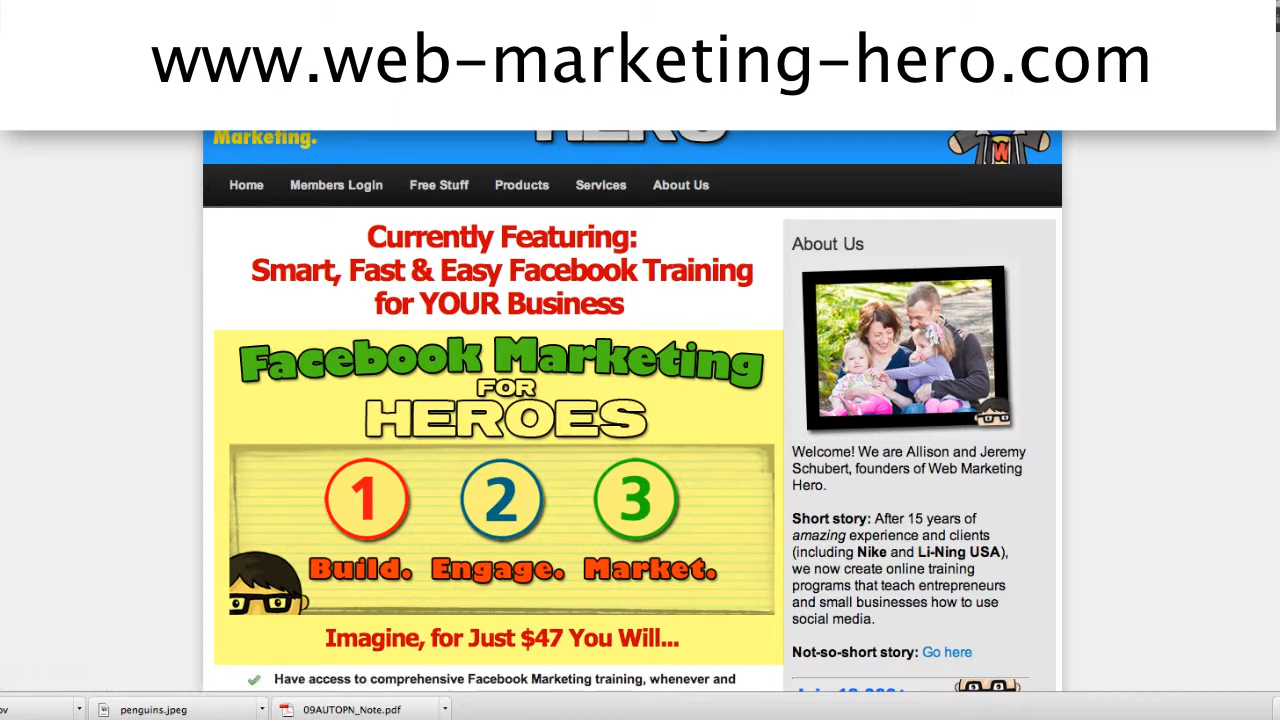 www.web-marketing-hero.com
Marketing.
HERO
W
Home Members Login Free Stuff Products Services About Us
Currently Featuring:
Smart, Fast & Easy Facebook Training
for YOUR Business
Facebook Marketing
FOR
HEROES
1 2 3
Build. Engage. Market.
Imagine, for Just $47 You Will...
Have access to comprehensive Facebook Marketing training, whenever and
About Us
Welcome! We are Allison and Jeremy
Schubert, founders of Web Marketing
Hero.
Short story: After 15 years of
amazing experience and clients
(including Nike and Li-Ning USA),
we now create online training
programs that teach entrepreneurs
and small businesses how to use
social media.
Not-so-short story: Go here
ov penguins.jpeg 09AUTOPN_Note.pdf